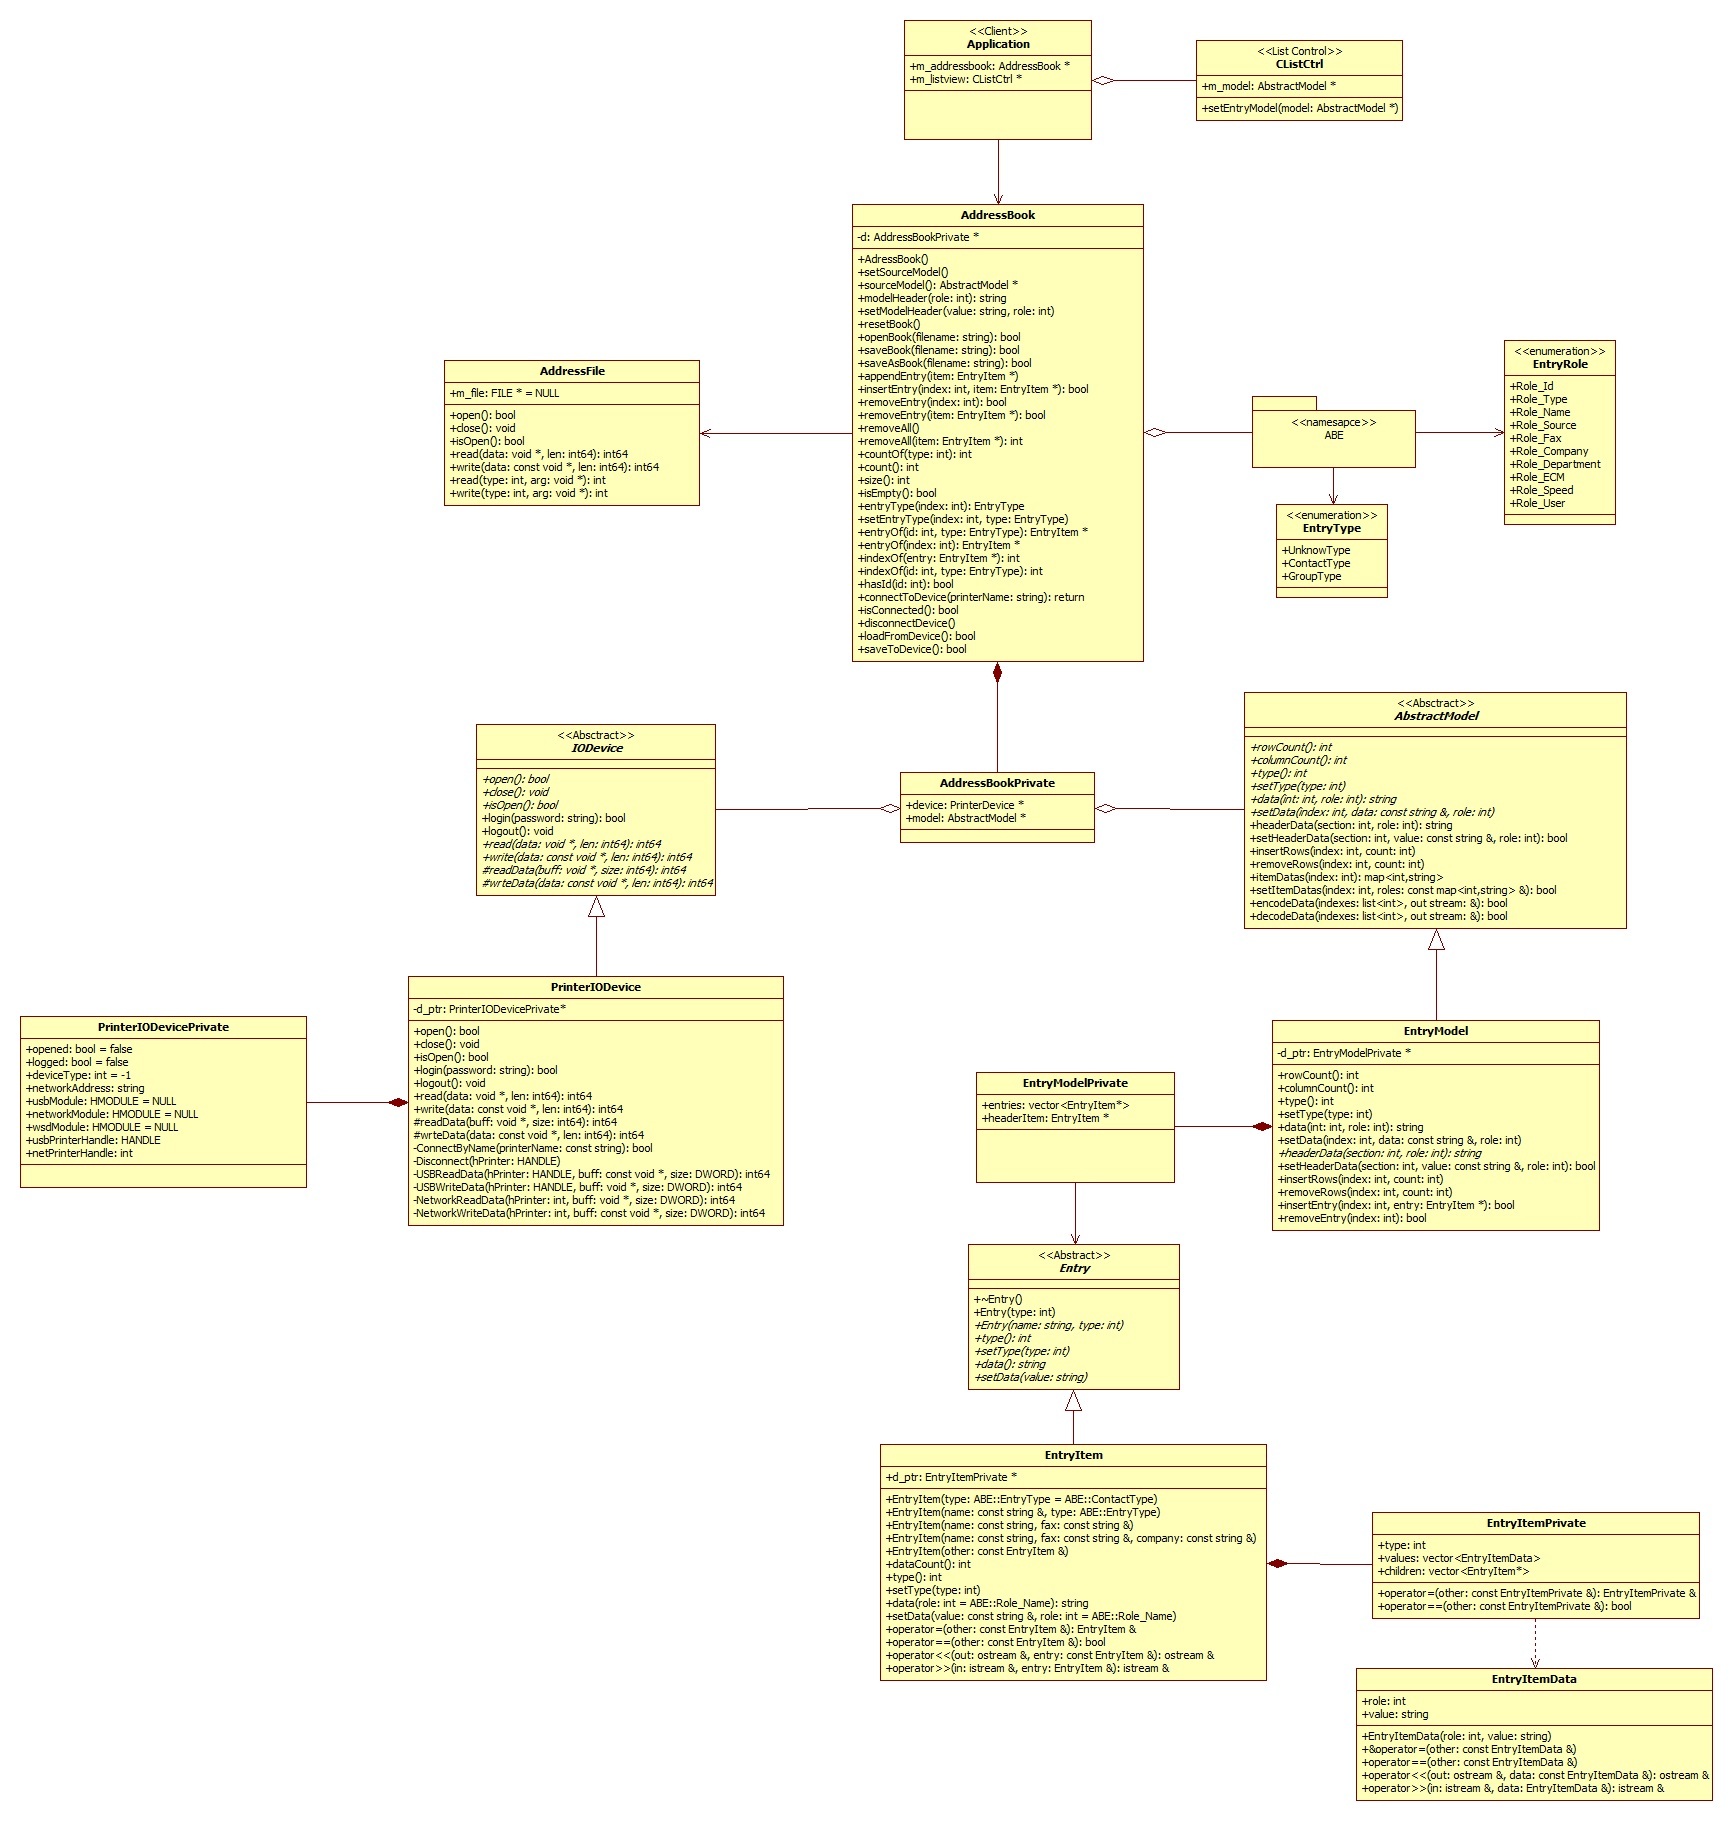 <<Client>>
Application
+m_addressbook: AddressBook *
+m_listview: CListCtrl *
<<List Control>>
CListCtrl
+m_model: AbstractModel *
+setEntryModel(model: AbstractModel *)
AddressBook
-d: AddressBookPrivate *
+AdressBook()
+setSourceModel()
+sourceModel(): AbstractModel *
+modelHeader(role: int): string
+setModelHeader(value: string, role: int)
+resetBook()
+openBook(filename: string): bool
+saveBook(filename: string): bool
+saveAsBook(filename: string): bool
+appendEntry(item: EntryItem *)
+insertEntry(index: int, item: EntryItem *): bool
+removeEntry(index: int): bool
+removeEntry(item: EntryItem *): bool
+removeAll()
+removeAll(item: EntryItem *): int
+countOf(type: int): int
+count(): int
+size(): int
+isEmpty(): bool
+entryType(index: int): EntryType
+setEntryType(index: int, type: EntryType)
+entryOf(id: int, type: EntryType): EntryItem *
+entryOf(index: int): EntryItem *
+indexOf(entry: EntryItem *): int
+indexOf(id: int, type: EntryType): int
+hasId(id: int): bool
+connectToDevice(printerName: string): return
+isConnected(): bool
+disconnectDevice()
+loadFromDevice(): bool
+saveToDevice(): bool
AddressFile
+m_file: FILE * = NULL
+open(): bool
+close(): void
+isOpen(): bool
+read(data: void *, len: int64): int64
+write(data: const void *, len: int64): int64
+read(type: int, arg: void *): int
+write(type: int, arg: void *): int
<<namesapce>>
ABE
<<enumeration>>
EntryRole
+Role_Id
+Role_Type
+Role_Name
+Role_Source
+Role_Fax
+Role_Company
+Role_Department
+Role_ECM
+Role_Speed
+Role_User
<<enumeration>>
EntryType
+UnknowType
+ContactType
+GroupType
<<Absctract>>
IODevice
+open(): bool
+close(): void
+isOpen(): bool
+login(password: string): bool
+logout(): void
+read(data: void *, len: int64): int64
+write(data: const void *, len: int64): int64
#readData(buff: void *, size: int64): int64
#wrteData(data: const void *, len: int64): int64
AddressBookPrivate
+device: PrinterDevice *
+model: AbstractModel *
<<Absctract>>
AbstractModel
+rowCount(): int
+columnCount(): int
+type(): int
+setType(type: int)
+data(int: int, role: int): string
+setData(index: int, data: const string &, role: int)
+headerData(section: int, role: int): string
+setHeaderData(section: int, value: const string &, role: int): bool
+insertRows(index: int, count: int)
+removeRows(index: int, count: int)
+itemDatas(index: int): map<int,string>
+setItemDatas(index: int, roles: const map<int,string> &): bool
+encodeData(indexes: list<int>, out stream: &): bool
+decodeData(indexes: list<int>, out stream: &): bool
PrinterIODevicePrivate
+opened: bool = false
+logged: bool = false
+deviceType: int = -1
+networkAddress: string
+usbModule: HMODULE = NULL
+networkModule: HMODULE = NULL
+wsdModule: HMODULE = NULL
+usbPrinterHandle: HANDLE
+netPrinterHandle: int
PrinterIODevice
-d_ptr: PrinterIODevicePrivate*
+open(): bool
+close(): void
+isOpen(): bool
+login(password: string): bool
+logout(): void
+read(data: void *, len: int64): int64
+write(data: const void *, len: int64): int64
#readData(buff: void *, size: int64): int64
#wrteData(data: const void *, len: int64): int64
-ConnectByName(printerName: const string): bool
-Disconnect(hPrinter: HANDLE)
-USBReadData(hPrinter: HANDLE, buff: const void *, size: DWORD): int64
-USBWriteData(hPrinter: HANDLE, buff: void *, size: DWORD): int64
-NetworkReadData(hPrinter: int, buff: void *, size: DWORD): int64
-NetworkWriteData(hPrinter: int, buff: const void *, size: DWORD): int64
EntryModelPrivate
+entries: vector<EntryItem*>
+headerItem: EntryItem *
EntryModel
-d_ptr: EntryModelPrivate *
+rowCount(): int
+columnCount(): int
+type(): int
+setType(type: int)
+data(int: int, role: int): string
+setData(index: int, data: const string &, role: int)
+headerData(section: int, role: int): string
+setHeaderData(section: int, value: const string &, role: int): bool
+insertRows(index: int, count: int)
+removeRows(index: int, count: int)
+insertEntry(index: int, entry: EntryItem *): bool
+removeEntry(index: int): bool
<<Abstract>>
Entry
+~Entry()
+Entry(type: int)
+Entry(name: string, type: int)
+type(): int
+setType(type: int)
+data(): string
+setData(value: string)
EntryItem
+d_ptr: EntryItemPrivate *
+EntryItem(type: ABE::EntryType = ABE::ContactType)
+EntryItem(name: const string &, type: ABE::EntryType)
+EntryItem(name: const string, fax: const string &)
+EntryItem(name: const string, fax: const string &, company: const string &)
+EntryItem(other: const EntryItem &)
+dataCount(): int
+type(): int
+setType(type: int)
+data(role: int = ABE::Role_Name): string
+setData(value: const string &, role: int = ABE::Role_Name)
+operator=(other: const EntryItem &): EntryItem &
+operator==(other: const EntryItem &): bool
+operator<<(out: ostream &, entry: const EntryItem &): ostream &
+operator>>(in: istream &, entry: EntryItem &): istream &
EntryItemPrivate
+type: int
+values: vector<EntryItemData>
+children: vector<EntryItem*>
+operator=(other: const EntryItemPrivate &): EntryItemPrivate &
+operator==(other: const EntryItemPrivate &): bool
EntryItemData
+role: int
+value: string
+EntryItemData(role: int, value: string)
+&operator=(other: const EntryItemData &)
+operator==(other: const EntryItemData &)
+operator<<(out: ostream &, data: const EntryItemData &): ostream &
+operator>>(in: istream &, data: EntryItemData &): istream &